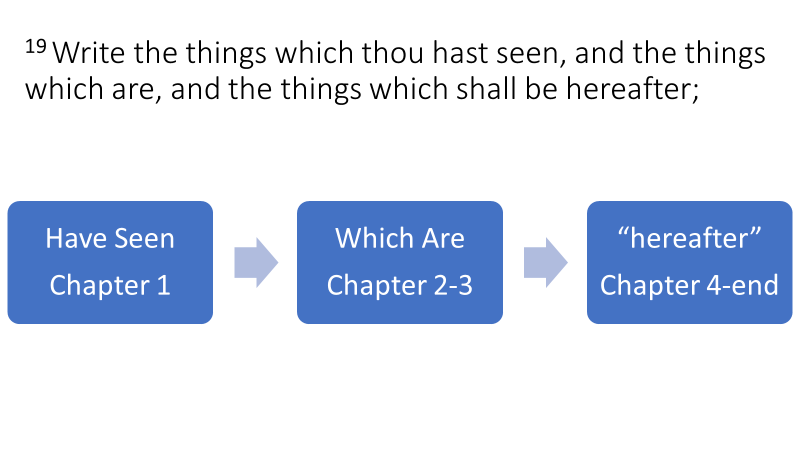 19 Write the things which thou hast seen, and the things
which are, and the things which shall be hereafter;
Have Seen
Chapter 1
Which Are
Chapter 2-3
“hereafter”
Chapter 4-end